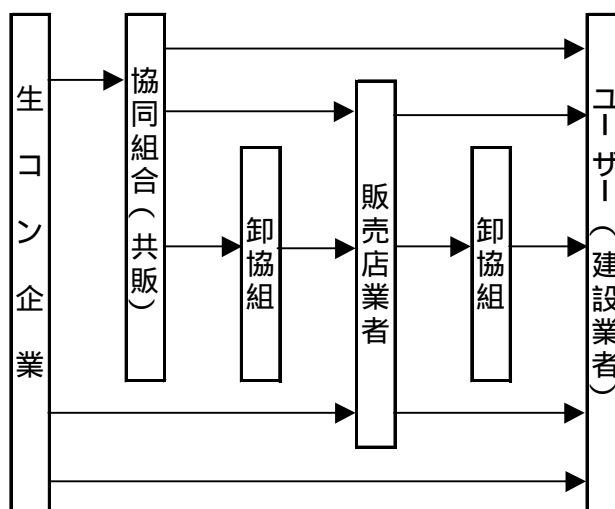 生コン企業
協同組合(共販)
卸協組
販売店業者
卸協組
ユーザー(建設業者)